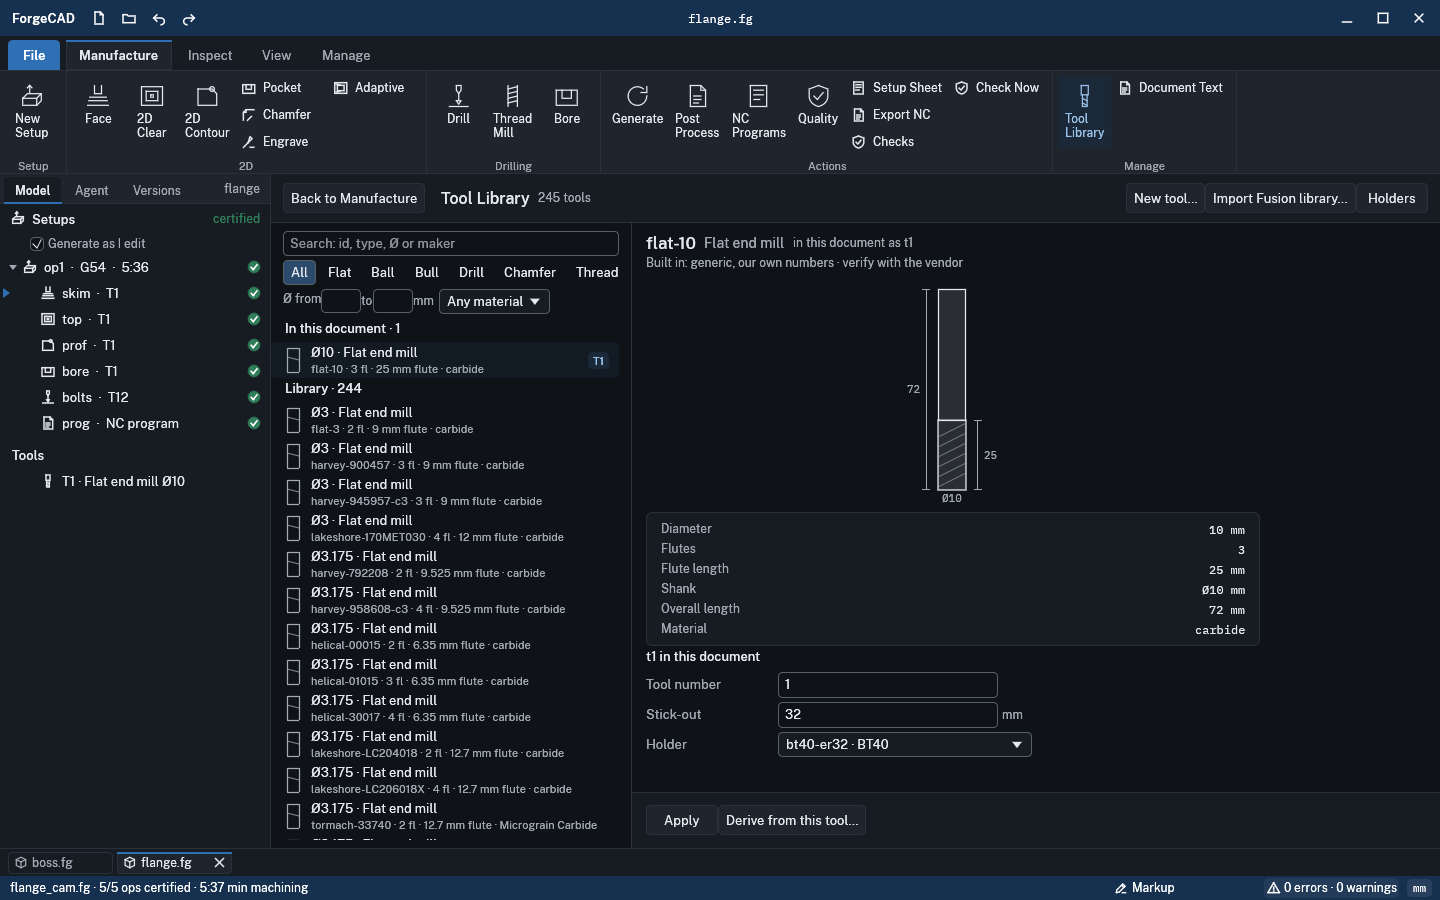 ForgeCAD
flange.fg
File
Manufacture
Inspect
View
Manage
New Setup
Setup
Face
2D Clear
2D Contour
Pocket
Chamfer
Engrave
Adaptive
2D
Drill
Thread Mill
Bore
Drilling
Generate
Post Process
NC Programs
Quality
Setup Sheet
Export NC
Checks
Check Now
Actions
Tool Library
Document Text
Manage
Model
Agent
Versions
flange
Setups
certified
Generate as I edit
op1 · G54 · 5:36
skim · T1
top · T1
prof · T1
bore · T1
bolts · T12
prog · NC program
Tools
T1 · Flat end mill Ø10
Back to Manufacture
Tool Library
245 tools
New tool...
Import Fusion library...
Holders
Search: id, type, Ø or maker
All
Flat
Ball
Bull
Drill
Chamfer
Thread
Ø from
to
mm
Any material
In this document · 1
Ø10 · Flat end mill
flat-10 · 3 fl · 25 mm flute · carbide
T1
Library · 244
Ø3 · Flat end mill
flat-3 · 2 fl · 9 mm flute · carbide
Ø3 · Flat end mill
harvey-900457 · 3 fl · 9 mm flute · carbide
Ø3 · Flat end mill
harvey-945957-c3 · 3 fl · 9 mm flute · carbide
Ø3 · Flat end mill
lakeshore-170MET030 · 4 fl · 12 mm flute · carbide
Ø3.175 · Flat end mill
harvey-792208 · 2 fl · 9.525 mm flute · carbide
Ø3.175 · Flat end mill
harvey-958608-c3 · 4 fl · 9.525 mm flute · carbide
Ø3.175 · Flat end mill
helical-00015 · 2 fl · 6.35 mm flute · carbide
Ø3.175 · Flat end mill
helical-01015 · 3 fl · 6.35 mm flute · carbide
Ø3.175 · Flat end mill
helical-30017 · 4 fl · 6.35 mm flute · carbide
Ø3.175 · Flat end mill
lakeshore-LC204018 · 2 fl · 12.7 mm flute · carbide
Ø3.175 · Flat end mill
lakeshore-LC206018X · 4 fl · 12.7 mm flute · carbide
Ø3.175 · Flat end mill
tormach-33740 · 2 fl · 12.7 mm flute · Micrograin Carbide
flat-10
Flat end mill
in this document as t1
Built in: generic, our own numbers · verify with the vendor
72
25
Ø10
Diameter 10 mm
Flutes 3
Flute length 25 mm
Shank Ø10 mm
Overall length 72 mm
Material carbide
t1 in this document
Tool number 1
Stick-out 32 mm
Holder bt40-er32 · BT40
Apply
Derive from this tool...
boss.fg
flange.fg
flange_cam.fg · 5/5 ops certified · 5:37 min machining
Markup
0 errors · 0 warnings
mm